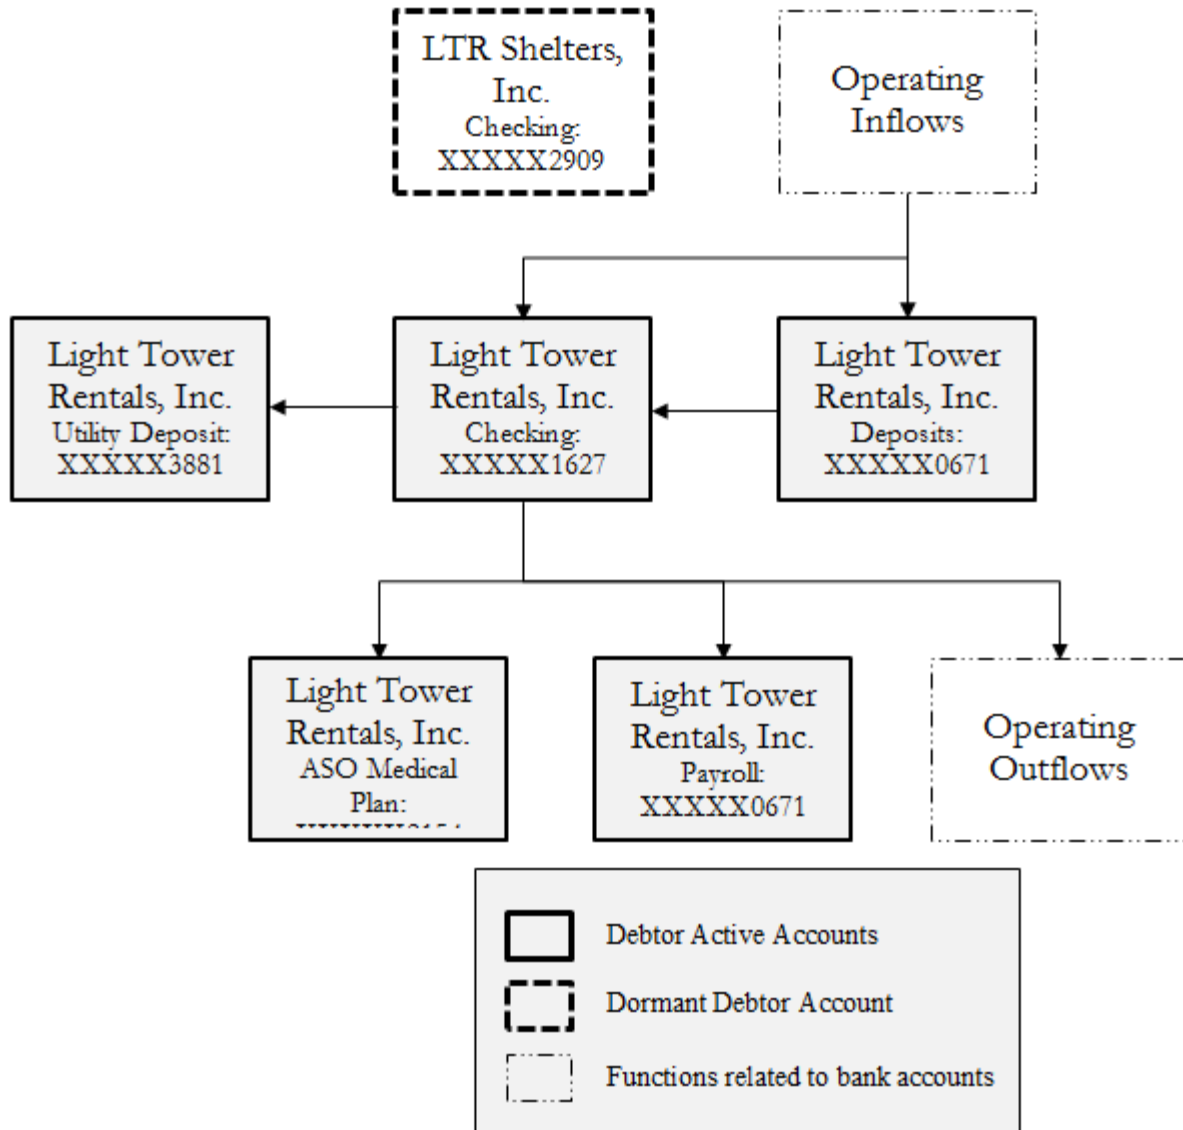 LTR Shelters,
Inc.
Checking:
XXXXX2909
Operating
Inflows
Light Tower
Rentals, Inc.
Utility Deposit:
XXXXX3881
Light Tower
Rentals, Inc.
Checking:
XXXXX1627
Light Tower
Rentals, Inc.
Deposits:
XXXXX0671
Light Tower
Rentals, Inc.
ASO Medical
Plan:
Light Tower
Rentals, Inc.
Payroll:
XXXXX0671
Operating
Outflows
Debtor Active Accounts
Dormant Debtor Account
Functions related to bank accounts